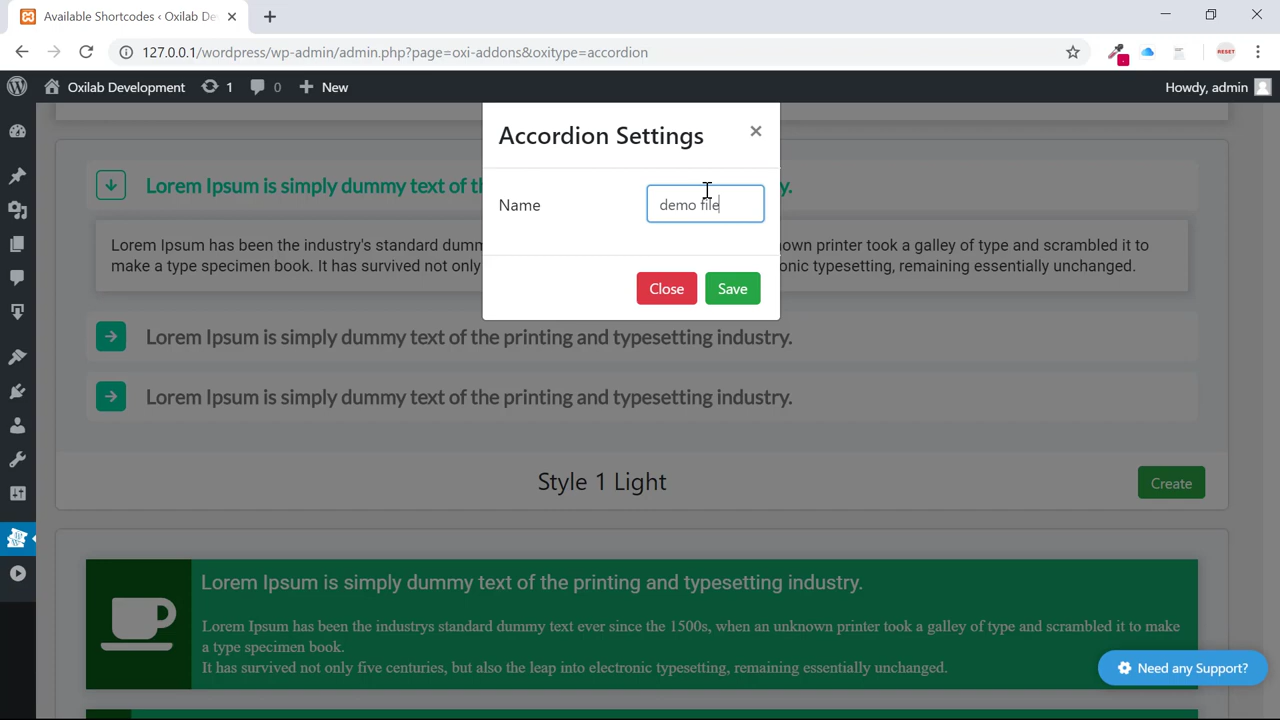 Available Shortcodes ‹ Oxilab De
127.0.0.1/wordpress/wp-admin/admin.php?page=oxi-addons&oxitype=accordion
RESET
Oxilab Development 1 0 New Howdy, admin
Accordion Settings
Name demo file
Close Save
Lorem Ipsum is simply dummy text of th y.
Lorem Ipsum has been the industry's standard dumm nown printer took a galley of type and scrambled it to
make a type specimen book. It has survived not only onic typesetting, remaining essentially unchanged.
Lorem Ipsum is simply dummy text of the printing and typesetting industry.
Lorem Ipsum is simply dummy text of the printing and typesetting industry.
Style 1 Light Create
Lorem Ipsum is simply dummy text of the printing and typesetting industry.
Lorem Ipsum has been the industrys standard dummy text ever since the 1500s, when an unknown printer took a galley of type and scrambled it to make
a type specimen book.
It has survived not only five centuries, but also the leap into electronic typesetting, remaining essentially unchanged.
Need any Support?